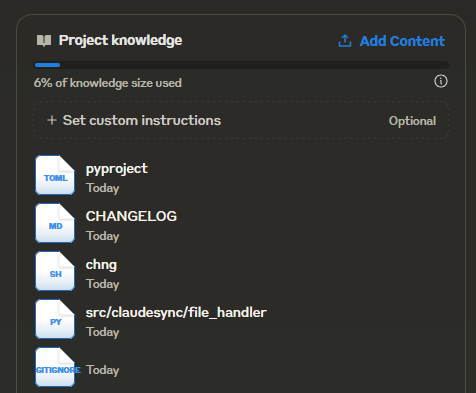 Project knowledge
Add Content
6% of knowledge size used
+ Set custom instructions
Optional
TOML
pyproject
Today
MD
CHANGELOG
Today
SH
chng
Today
PY
src/claudesync/file_handler
Today
GITIGNORE
Today